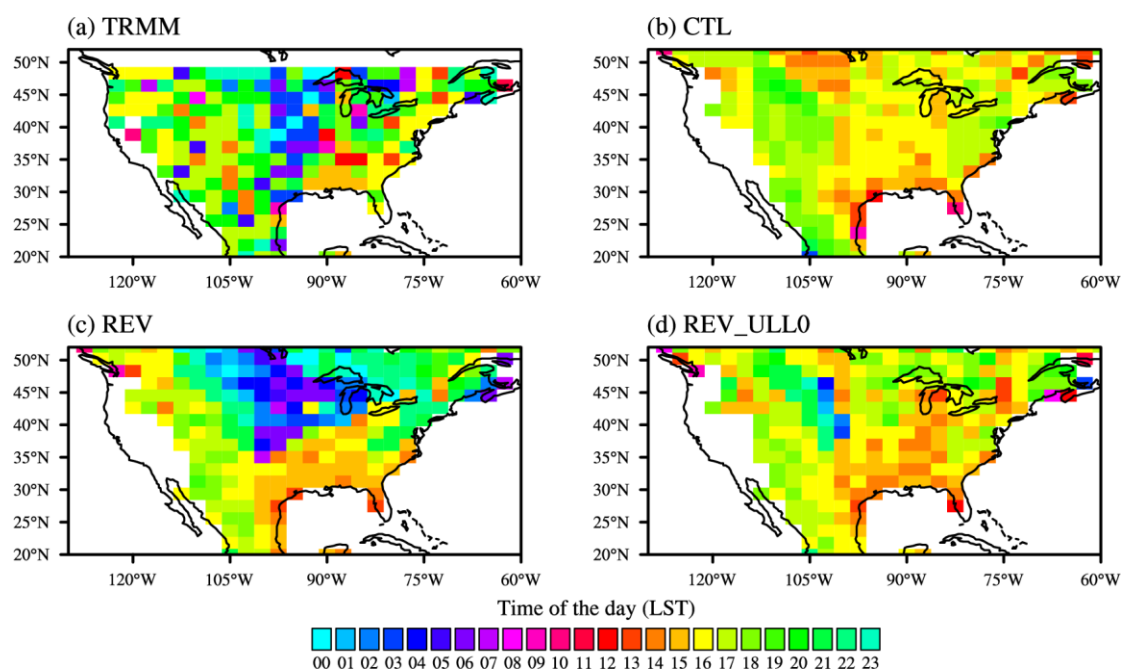 (a) TRMM
(b) CTL
50°N
45°N
40°N
35°N
30°N
25°N
20°N
120°W 105°W 90°W 75°W 60°W
50°N
45°N
40°N
35°N
30°N
25°N
20°N
120°W 105°W 90°W 75°W 60°W
(c) REV
(d) REV_ULL0
50°N
45°N
40°N
35°N
30°N
25°N
20°N
120°W 105°W 90°W 75°W 60°W
50°N
45°N
40°N
35°N
30°N
25°N
20°N
120°W 105°W 90°W 75°W 60°W
Time of the day (LST)
00 01 02 03 04 05 06 07 08 09 10 11 12 13 14 15 16 17 18 19 20 21 22 23